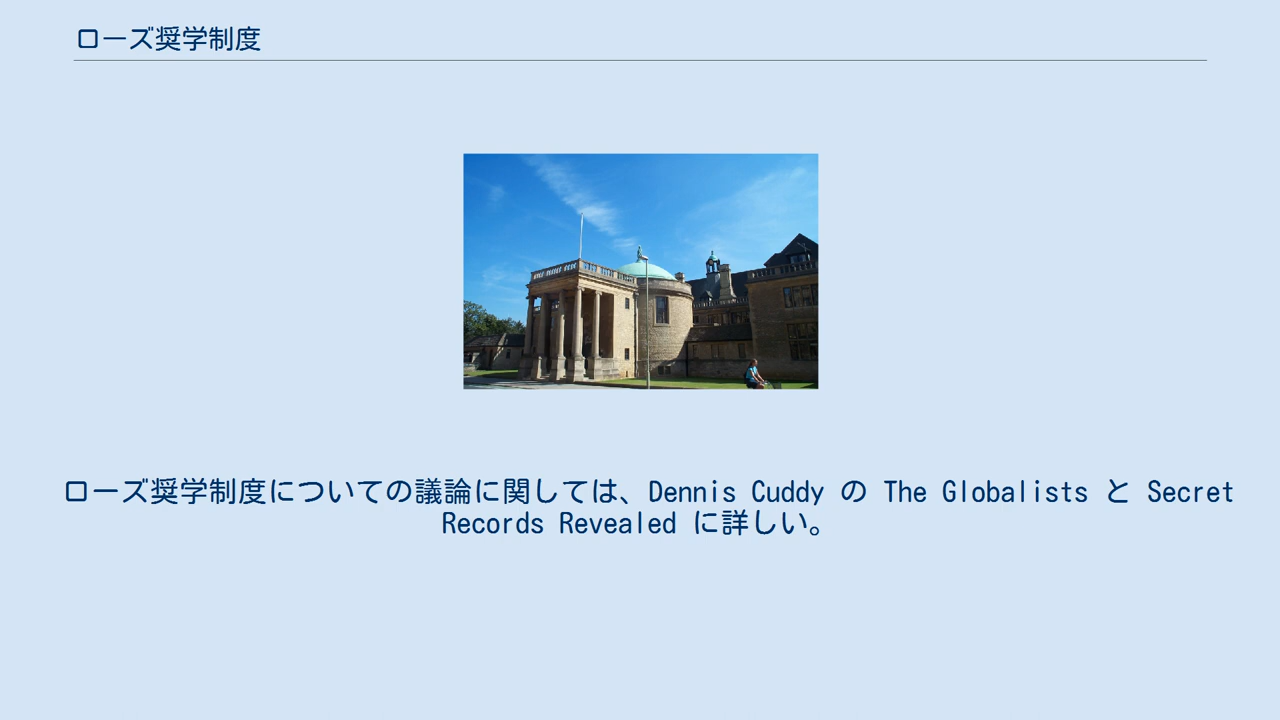 ローズ奨学制度
ローズ奨学制度についての議論に関しては、Dennis Cuddy の The Globalists と Secret
Records Revealed に詳しい。